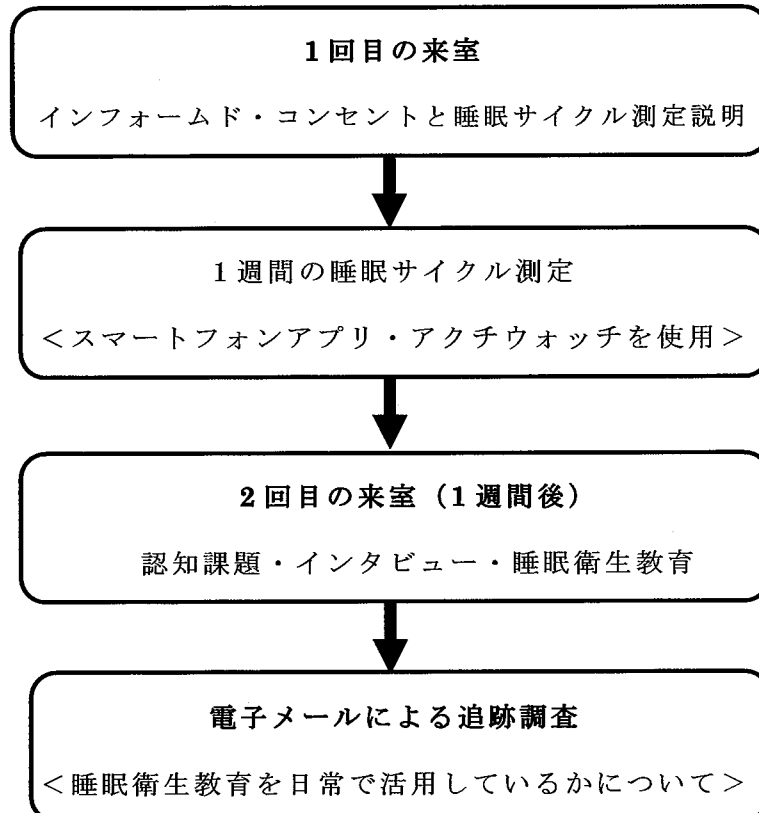 1回目の来室
インフォームド・コンセントと睡眠サイクル測定説明
1週間の睡眠サイクル測定
<スマートフォンアプリ・アクチウォッチを使用>
2回目の来室（1週間後）
認知課題・インタビュー・睡眠衛生教育
電子メールによる追跡調査
<睡眠衛生教育を日常で活用しているかについて>